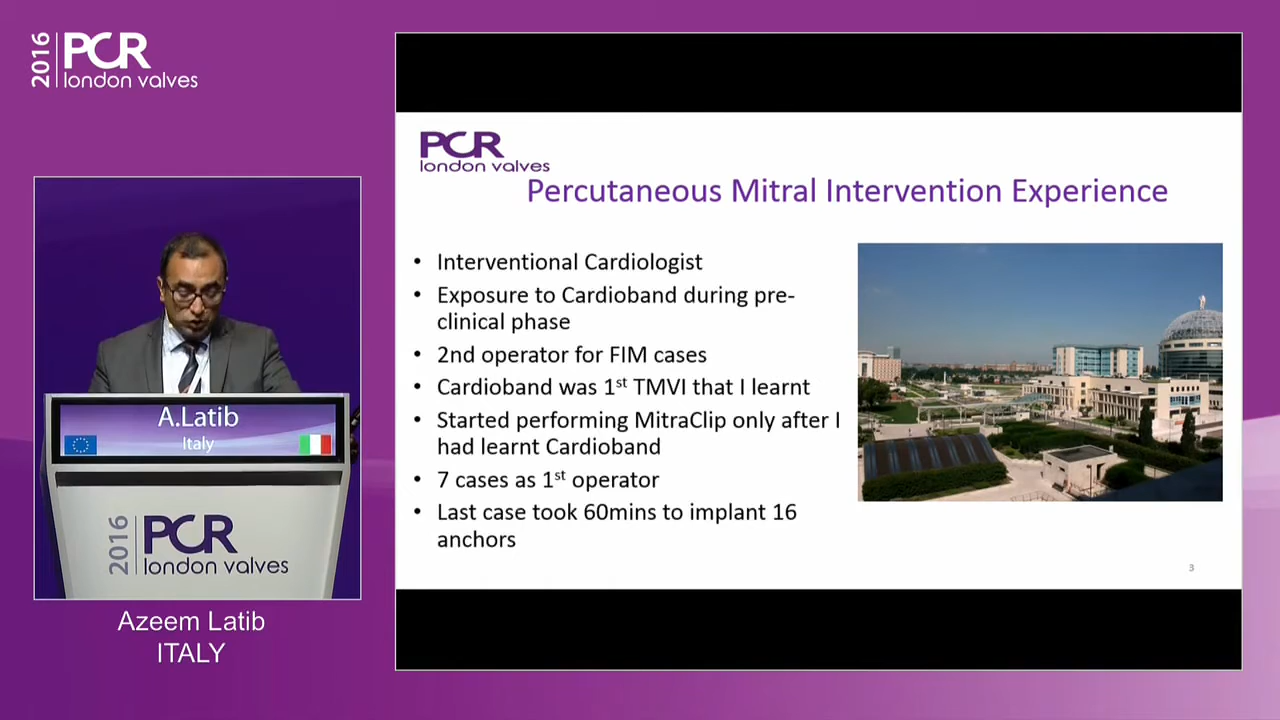 2016 PCR
london valves
PCR
london valves
Percutaneous Mitral Intervention Experience
• Interventional Cardiologist
• Exposure to Cardioband during pre-
clinical phase
• 2nd operator for FIM cases
• Cardioband was 1st TMVI that I learnt
• Started performing MitraClip only after I
had learnt Cardioband
• 7 cases as 1st operator
• Last case took 60mins to implant 16
anchors
3
A.Latib
Italy
2016 PCR
london valves
Azeem Latib
ITALY